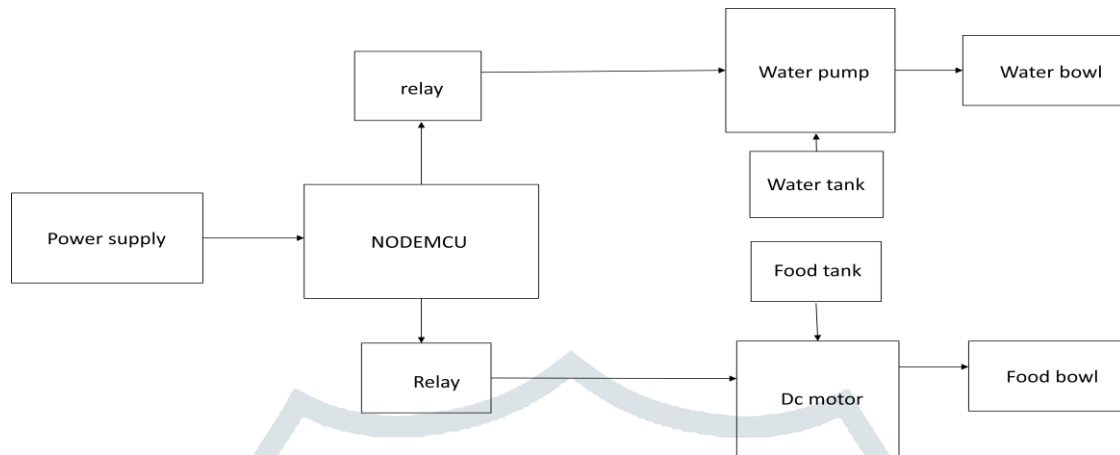 relay
Water pump
Water bowl
Water tank
Power supply
NODEMCU
Food tank
Relay
Dc motor
Food bowl